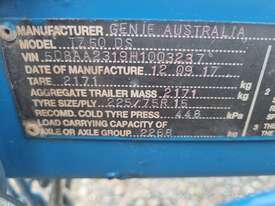 MANUFACTURER GENIE AUSTRALIA
MODEL TZ50 DS
VIN 6D9AA2319H1003237
DATE OF MANUFACTURE 12.09.17
TARE 2171 kg
AGGREGATE TRAILER MASS 2171 kg
TYRE SIZE/PLY 225/75R 15
RECOMD. COLD TYRE PRESS 448 kPa
LOAD CARRYING CAPACITY OF
AXLE OR AXLE GROUP 2268